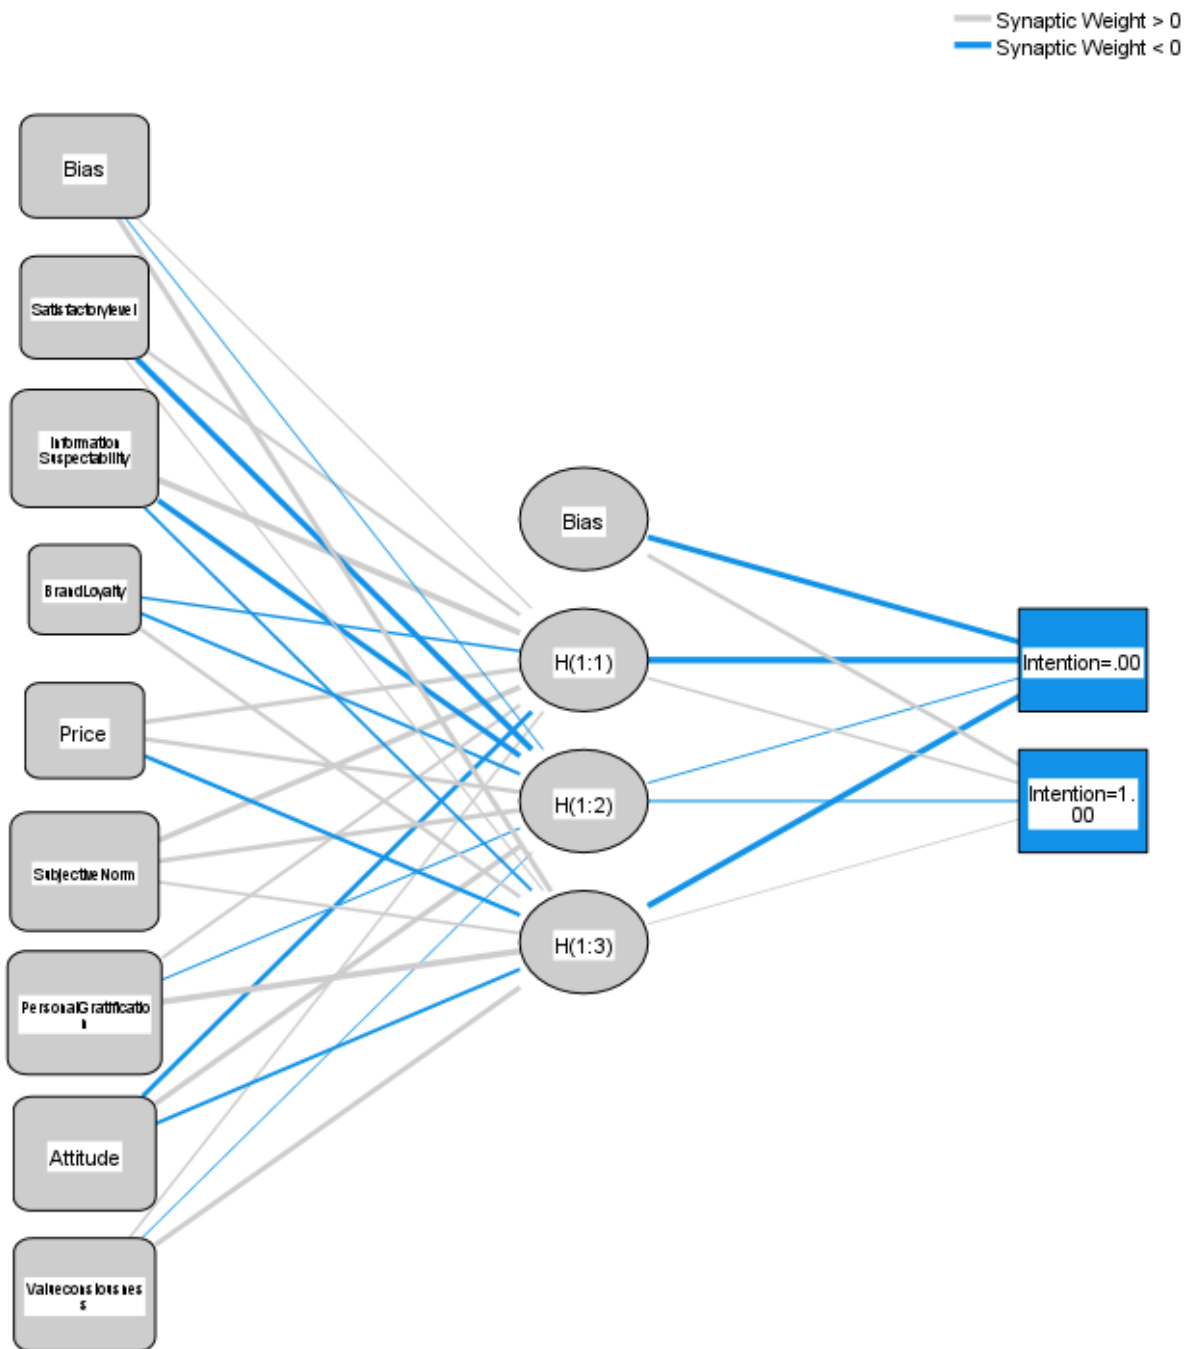 Synaptic Weight > 0
Synaptic Weight < 0
Bias
Satisfactorylevel
Information
Suspectability
BrandLoyalty
Price
SubjectiveNorm
PersonalGratificatio
n
Attitude
Valueconsiousnes
s
Bias
H(1:1)
H(1:2)
H(1:3)
Intention=.00
Intention=1.
00